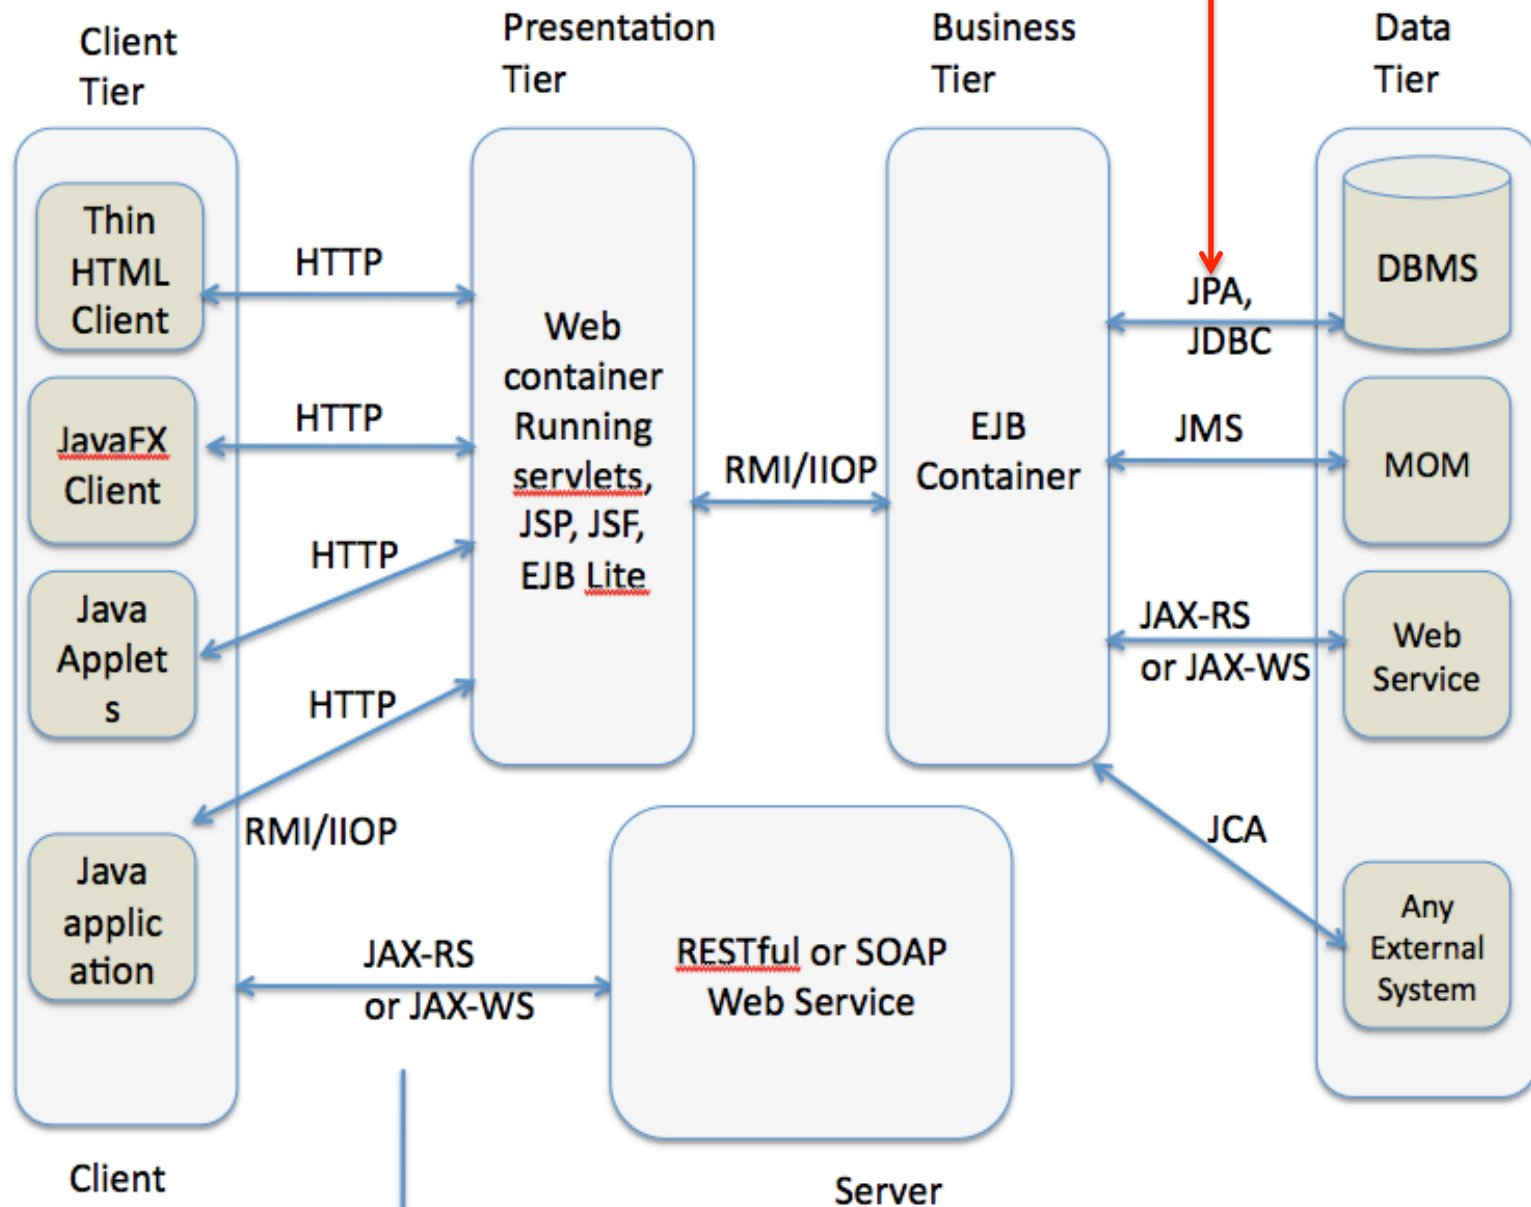 Client
Tier
Presentation
Tier
Business
Tier
Data
Tier
Thin
HTML
Client
JavaFX
Client
Java
Applet
s
Java
applic
ation
HTTP
HTTP
HTTP
HTTP
RMI/IIOP
JAX-RS
or JAX-WS
Web
container
Running
servlets,
JSP, JSF,
EJB Lite
RMI/IIOP
EJB
Container
RESTful or SOAP
Web Service
JPA,
JDBC
JMS
JAX-RS
or JAX-WS
JCA
DBMS
MOM
Web
Service
Any
External
System
Client
Server